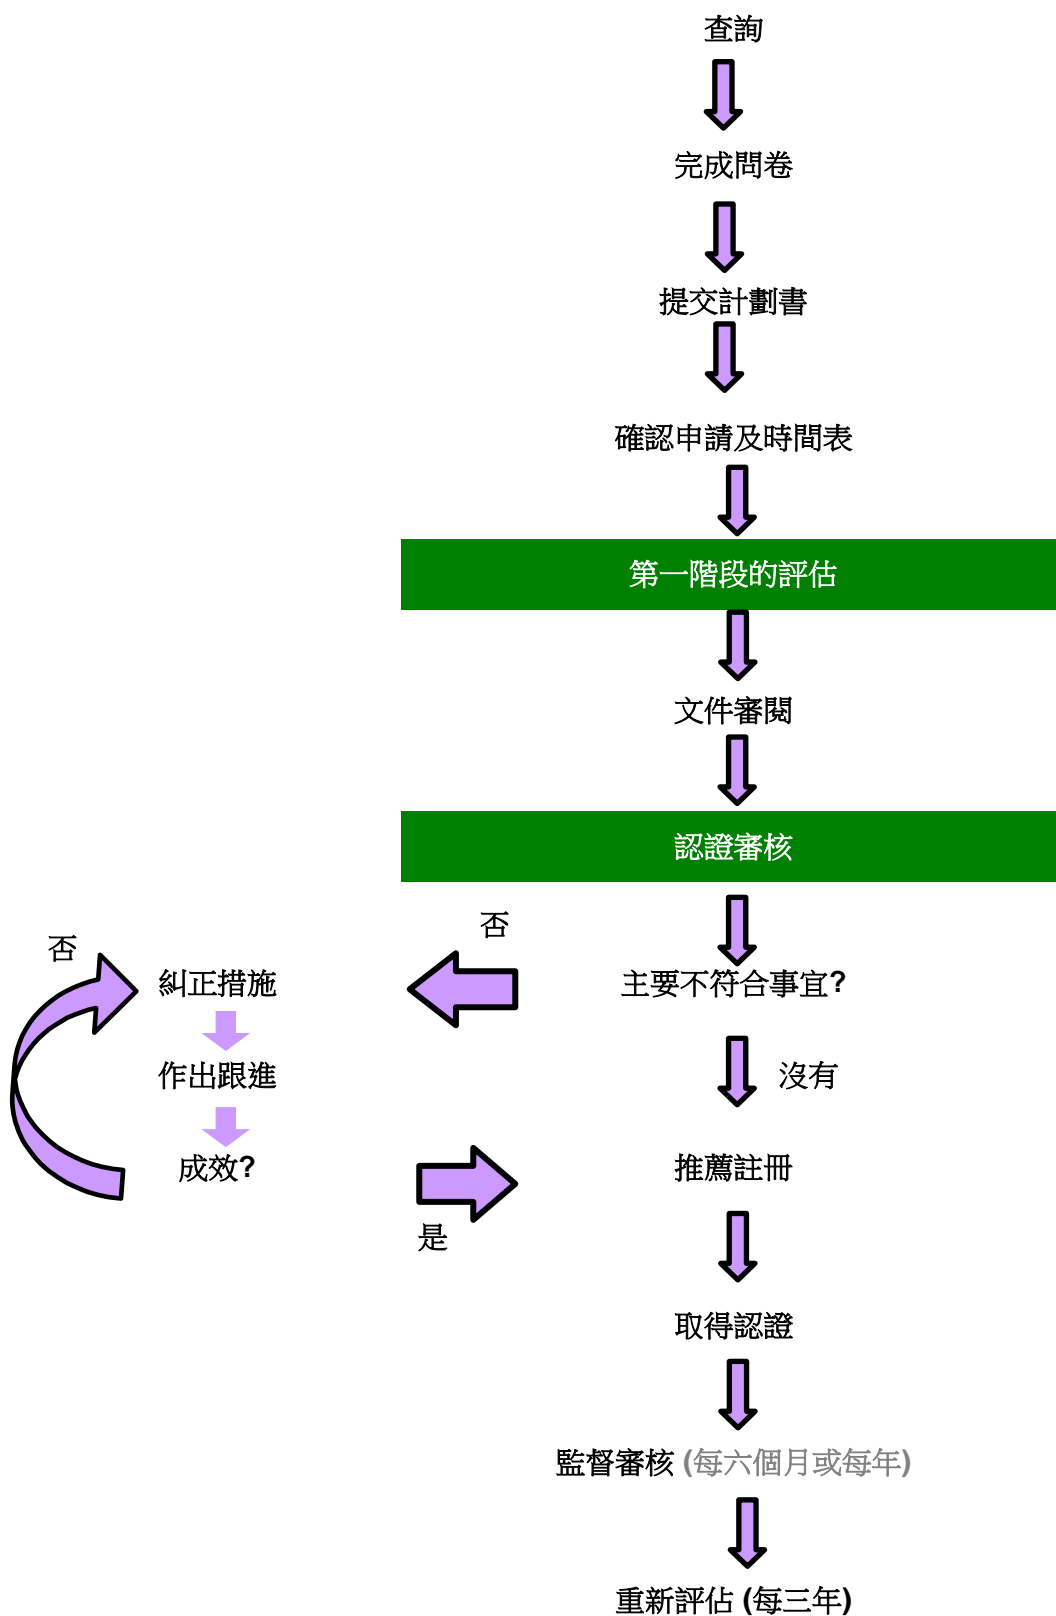 查詢
完成問卷
提交計劃書
確認申請及時間表
第一階段的評估
文件審閱
認證審核
否
否
糾正措施
主要不符合事宜?
作出跟進
沒有
成效?
推薦註冊
是
取得認證
監督審核 (每六個月或每年)
重新評估 (每三年)